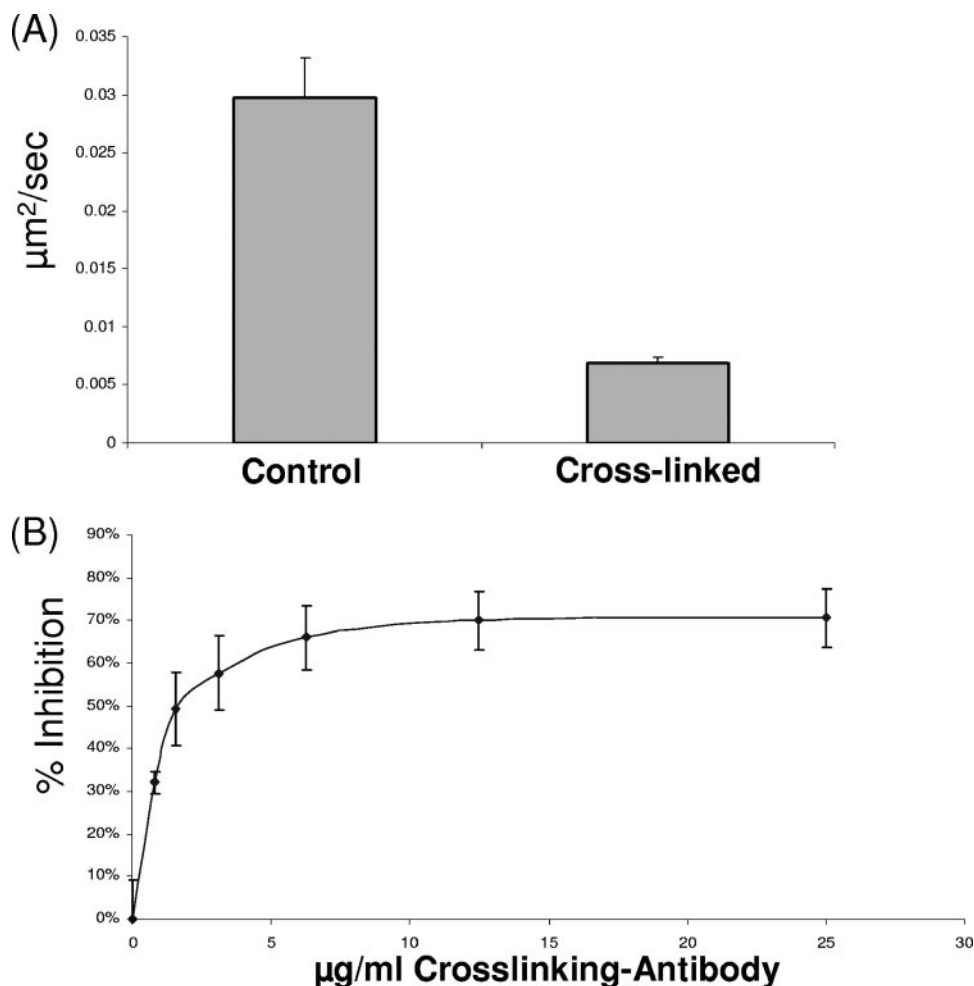 (A)
0.035
0.03
0.025
0.02
0.015
0.01
0.005
0
µm²/sec
Control Cross-linked
(B)
90%
80%
70%
60%
50%
40%
30%
20%
10%
0%
% Inhibition
0 5 10 15 20 25 30
µg/ml Crosslinking-Antibody